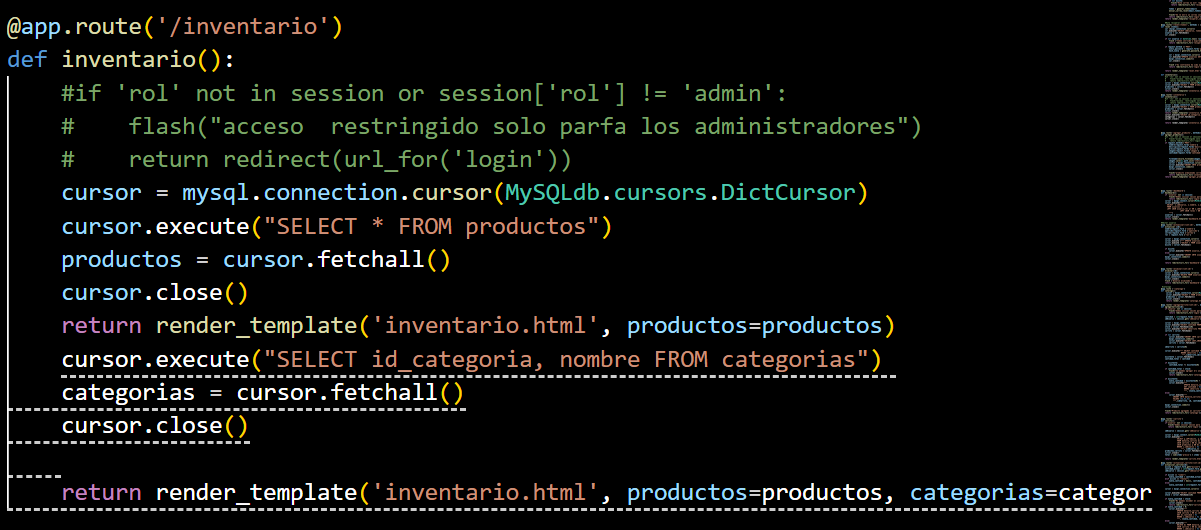 @app.route('/inventario')
def inventario():
    #if 'rol' not in session or session['rol'] != 'admin':
    #    flash("acceso  restringido solo parfa los administradores")
    #    return redirect(url_for('login'))
    cursor = mysql.connection.cursor(MySQLdb.cursors.DictCursor)
    cursor.execute("SELECT * FROM productos")
    productos = cursor.fetchall()
    cursor.close()
    return render_template('inventario.html', productos=productos)
    cursor.execute("SELECT id_categoria, nombre FROM categorias")
    categorias = cursor.fetchall()
    cursor.close()
    return render_template('inventario.html', productos=productos, categorias=categor